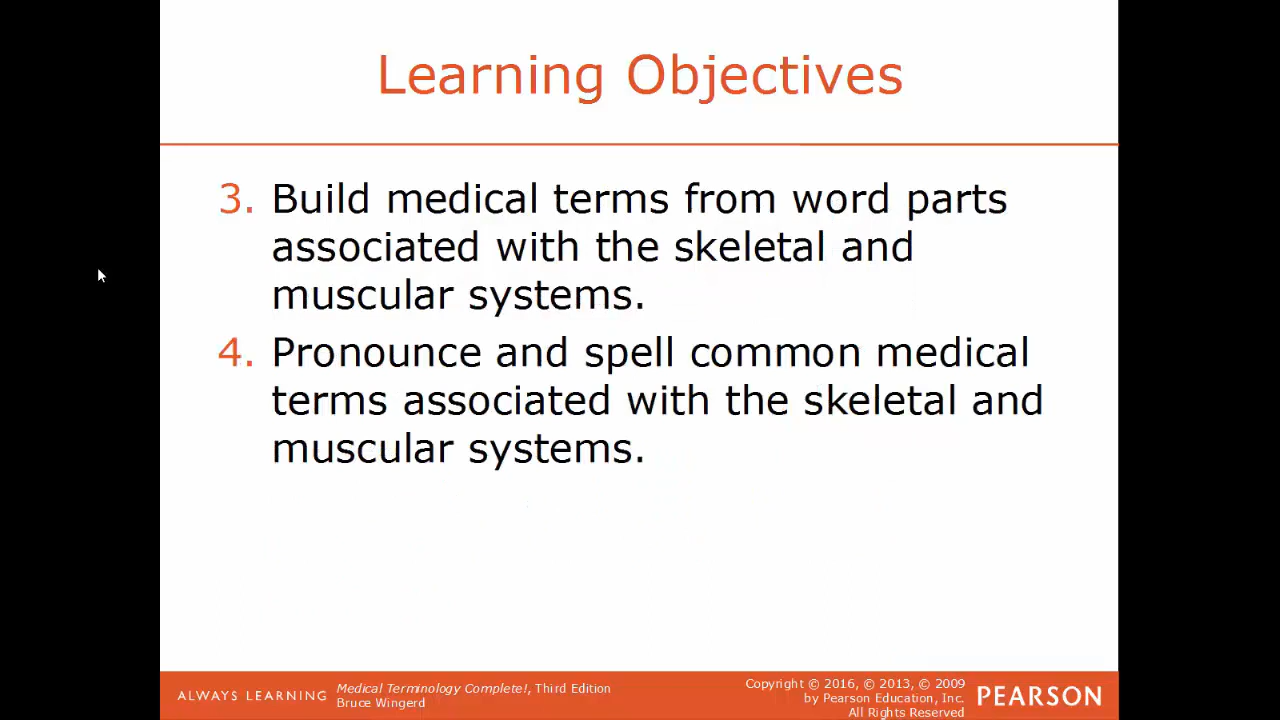 Learning Objectives
3. Build medical terms from word parts
associated with the skeletal and
muscular systems.
4. Pronounce and spell common medical
terms associated with the skeletal and
muscular systems.
ALWAYS LEARNING
Medical Terminology Complete!, Third Edition
Bruce Wingerd
Copyright © 2016, © 2013, © 2009
by Pearson Education, Inc.
All Rights Reserved
PEARSON